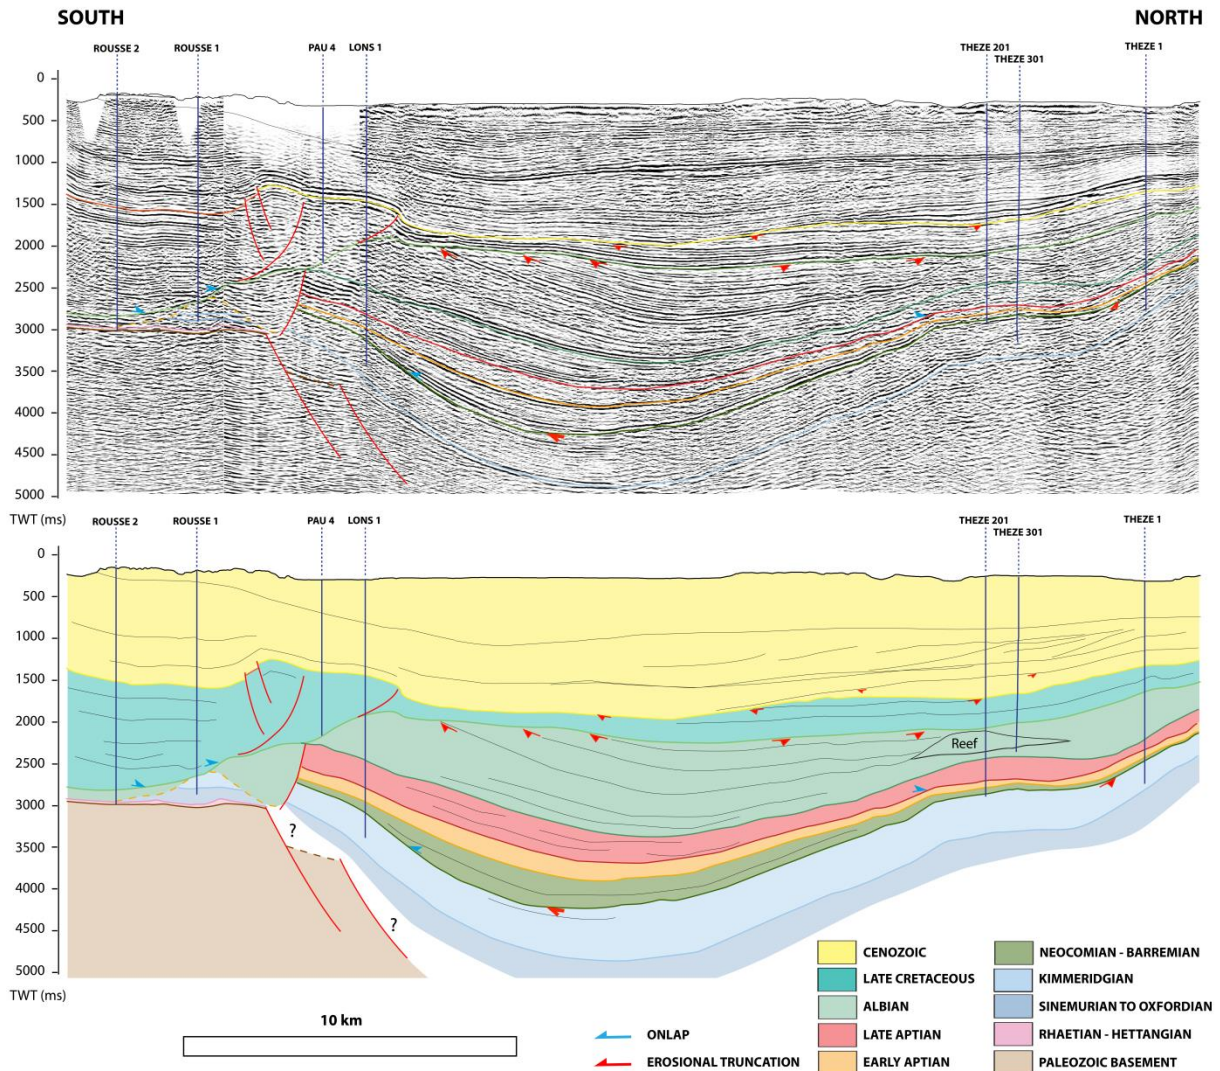 SOUTH NORTH
ROUSSE 2 ROUSSE 1 PAU 4 LONS 1 THEZE 201 THEZE 1
THEZE 301
0
500
1000
1500
2000
2500
3000
3500
4000
4500
5000
TWT (ms)
ROUSSE 2 ROUSSE 1 PAU 4 LONS 1 THEZE 201 THEZE 1
THEZE 301
0
500
1000
1500
2000
Reef
2500
3000
?
3500
4000
?
4500
5000
TWT (ms)
10 km
ONLAP
EROSIONAL TRUNCATION
CENOZOIC
LATE CRETACEOUS
ALBIAN
LATE APTIAN
EARLY APTIAN
NEOCOMIAN - BARREMIAN
KIMMERIDGIAN
SINEMURIAN TO OXFORDIAN
RHAETIAN - HETTANGIAN
PALEOZOIC BASEMENT